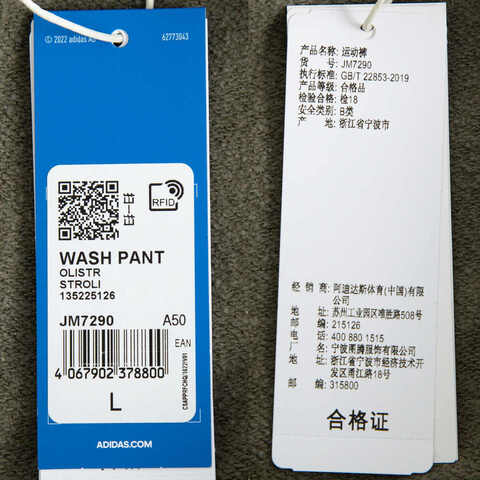 © 2022 adidas AG
62773043
RFID
WASH PANT
OLISTR
STROLI
135225126
JM7290 A50
EAN
4 067902 378800
L
ADIDAS.COM
产品名称: 运动裤
货 号: JM7290
执行标准: GB/T 22853-2019
产品等级: 合格品
检验合格: 检18
安全类别: B类
产 地: 浙江省宁波市
经 销 商: 阿迪达斯体育(中国)有限
公司
地 址: 苏州工业园区唯胜路508号
邮 编: 215126
电 话: 400 880 1515
厂 名: 宁波甬腾服饰有限公司
地 址: 浙江省宁波市经济技术开
发区甬江路18号
邮 编: 315800
合格证